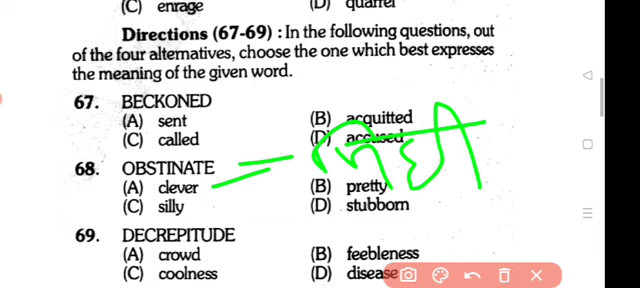 (C) enrage (D) quarrel
Directions (67-69) : In the following questions, out
of the four alternatives, choose the one which best expresses
the meaning of the given word.
67. BECKONED
(A) sent (B) acquitted
(C) called (D) accused
68. OBSTINATE = जिद्दी
(A) clever (B) pretty
(C) silly (D) stubborn
69. DECREPITUDE
(A) crowd (B) feebleness
(C) coolness (D) disease